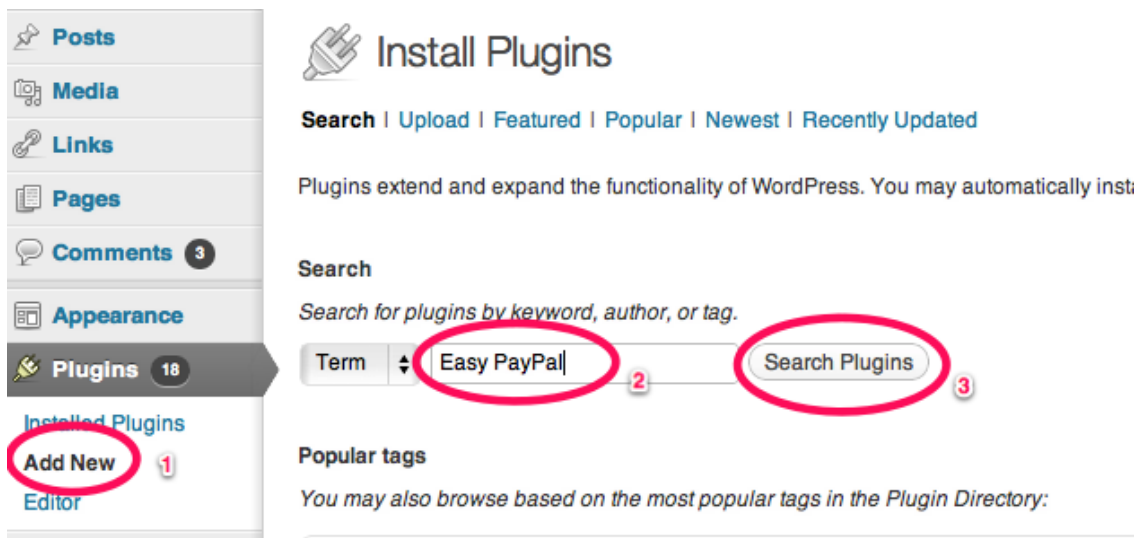 Posts
Media
Links
Pages
Comments 3
Appearance
Plugins 18
Installed Plugins
Add New 1
Editor
Install Plugins
Search | Upload | Featured | Popular | Newest | Recently Updated
Plugins extend and expand the functionality of WordPress. You may automatically insta
Search
Search for plugins by keyword, author, or tag.
Term Easy PayPal 2 Search Plugins 3
Popular tags
You may also browse based on the most popular tags in the Plugin Directory: